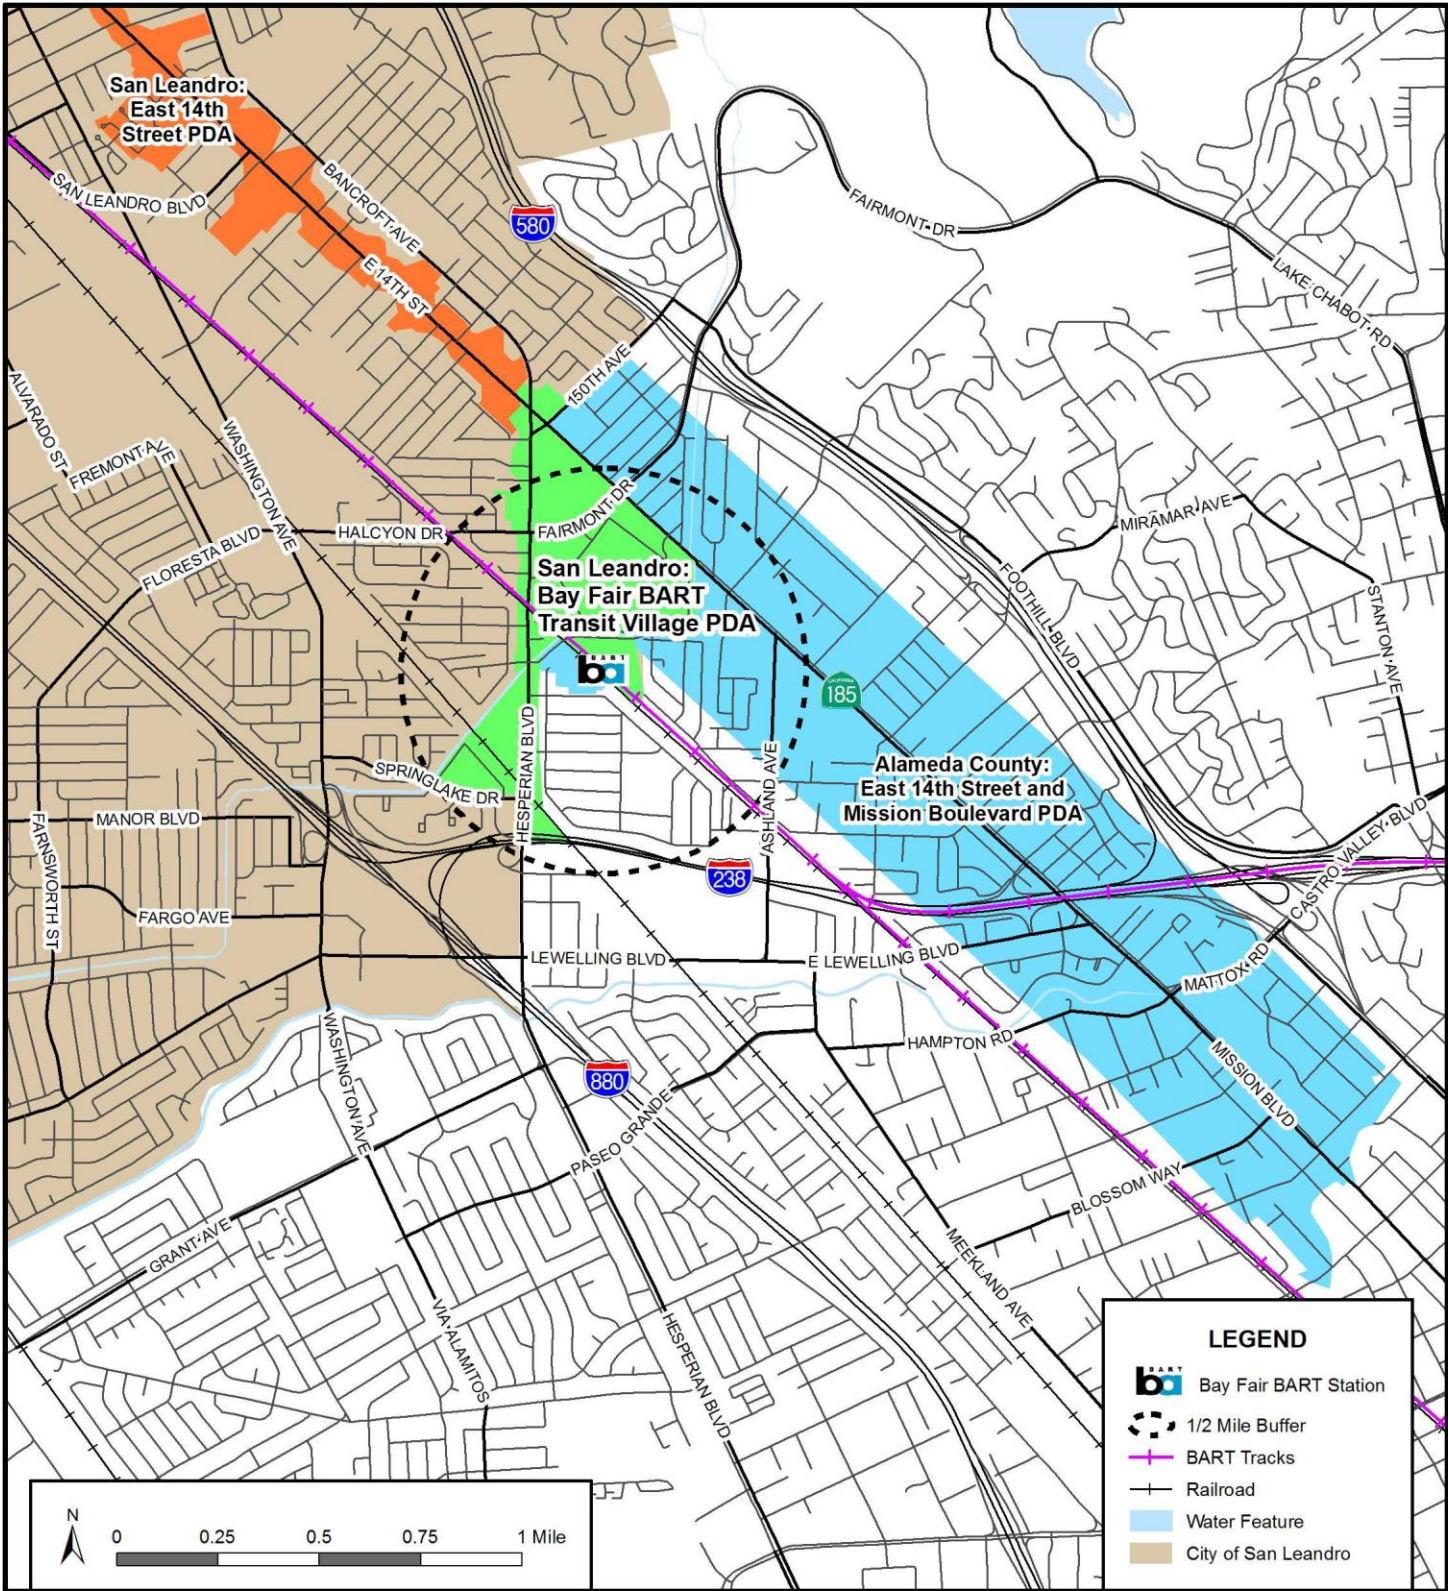 San Leandro:
East 14th
Street PDA
SAN LEANDRO BLVD
BANCROFT AVE
580
FAIRMONT DR
E 14TH ST
LAKE CHABOT RD
150TH AVE
ALVARADO ST
WASHINGTON AVE
FREMONT AVE
FLORESTA BLVD
HALCYON DR
FAIRMONT DR
MIRAMAR AVE
San Leandro:
Bay Fair BART
Transit Village PDA
FOOTHILL BLVD
STANTON AVE
BART
ba
CALIFORNIA
185
HESPERIAN BLVD
ASHLAND AVE
SPRINGLAKE DR
Alameda County:
East 14th Street and
Mission Boulevard PDA
MANOR BLVD
FARNSWORTH ST
238
CASTRO VALLEY BLVD
FARGO AVE
LEWELLING BLVD
E LEWELLING BLVD
MATTOX RD
WASHINGTON AVE
HAMPTON RD
880
MISSION BLVD
PASEO GRANDE
BLOSSOM WAY
GRANT AVE
MEEKLAND AVE
VIA ALAMITOS
HESPERIAN BLVD
LEGEND
BART
ba
Bay Fair BART Station
1/2 Mile Buffer
BART Tracks
Railroad
Water Feature
City of San Leandro
N
0 0.25 0.5 0.75 1 Mile